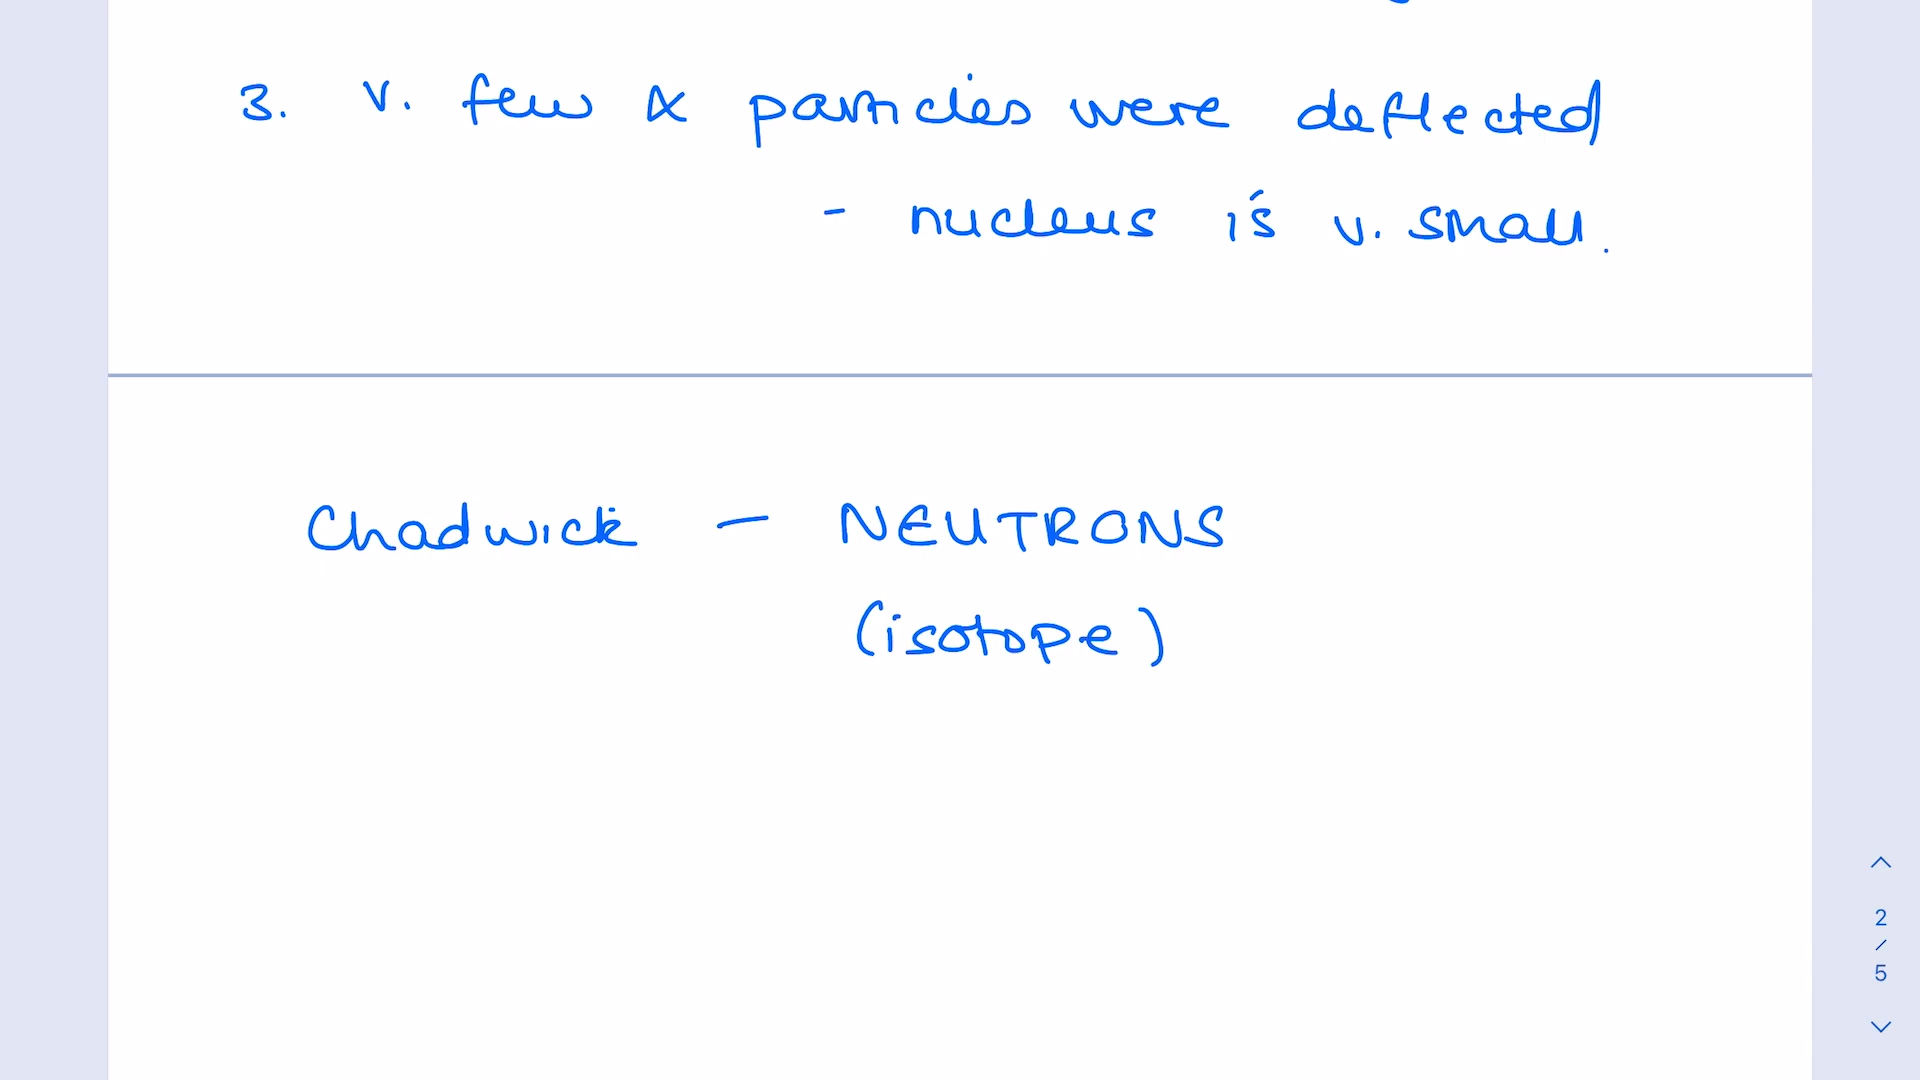 3. v. few α particles were deflected
- nucleus is v. small.
Chadwick – NEUTRONS
(isotope)
2
/
5